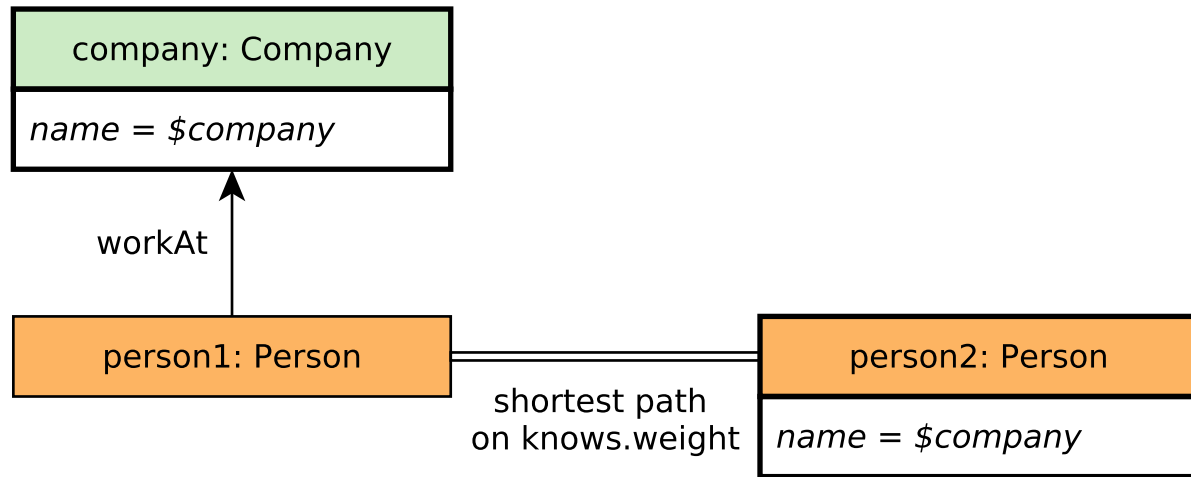 company: Company
name = $company
workAt
person1: Person
person2: Person
shortest path
on knows.weight
name = $company